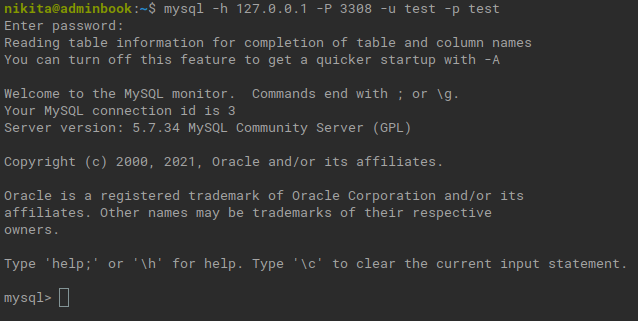 nikita@adminbook:~$ mysql -h 127.0.0.1 -P 3308 -u test -p test
Enter password:
Reading table information for completion of table and column names
You can turn off this feature to get a quicker startup with -A
Welcome to the MySQL monitor.  Commands end with ; or \g.
Your MySQL connection id is 3
Server version: 5.7.34 MySQL Community Server (GPL)
Copyright (c) 2000, 2021, Oracle and/or its affiliates.
Oracle is a registered trademark of Oracle Corporation and/or its
affiliates. Other names may be trademarks of their respective
owners.
Type 'help;' or '\h' for help. Type '\c' to clear the current input statement.
mysql>